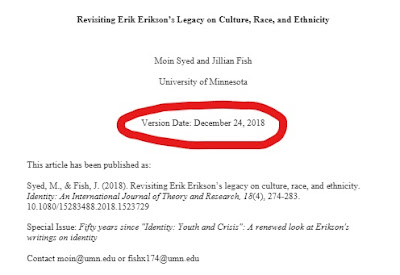 Revisiting Erik Erikson's Legacy on Culture, Race, and Ethnicity
Moin Syed and Jillian Fish
University of Minnesota
Version Date: December 24, 2018
This article has been published as:
Syed, M., & Fish, J. (2018). Revisiting Erik Erikson's legacy on culture, race, and ethnicity.
Identity: An International Journal of Theory and Research, 18(4), 274-283.
10.1080/15283488.2018.1523729
Special Issue: Fifty years since "Identity: Youth and Crisis": A renewed look at Erikson's
writings on identity
Contact moin@umn.edu or fishx174@umn.edu